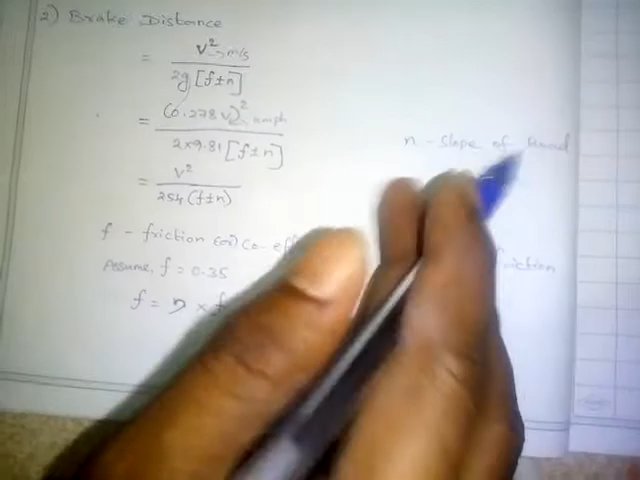 2) Brake Distance
= v² → m/s / 2g [f±n]
= (0.278 v)² → kmph / 2×9.81 [f±n]
n - Slope of Road
= v² / 254 (f±n)
f - friction (or) co-eff friction
Assume, f = 0.35
f = η × f